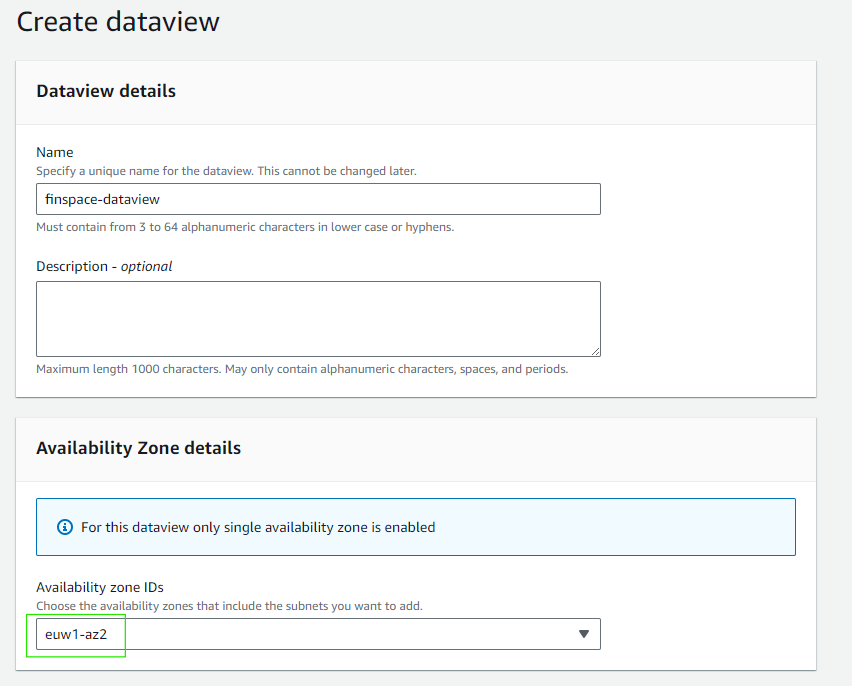 Create dataview
Dataview details
Name
Specify a unique name for the dataview. This cannot be changed later.
finspace-dataview
Must contain from 3 to 64 alphanumeric characters in lower case or hyphens.
Description - optional
Maximum length 1000 characters. May only contain alphanumeric characters, spaces, and periods.
Availability Zone details
For this dataview only single availability zone is enabled
Availability zone IDs
Choose the availability zones that include the subnets you want to add.
euw1-az2